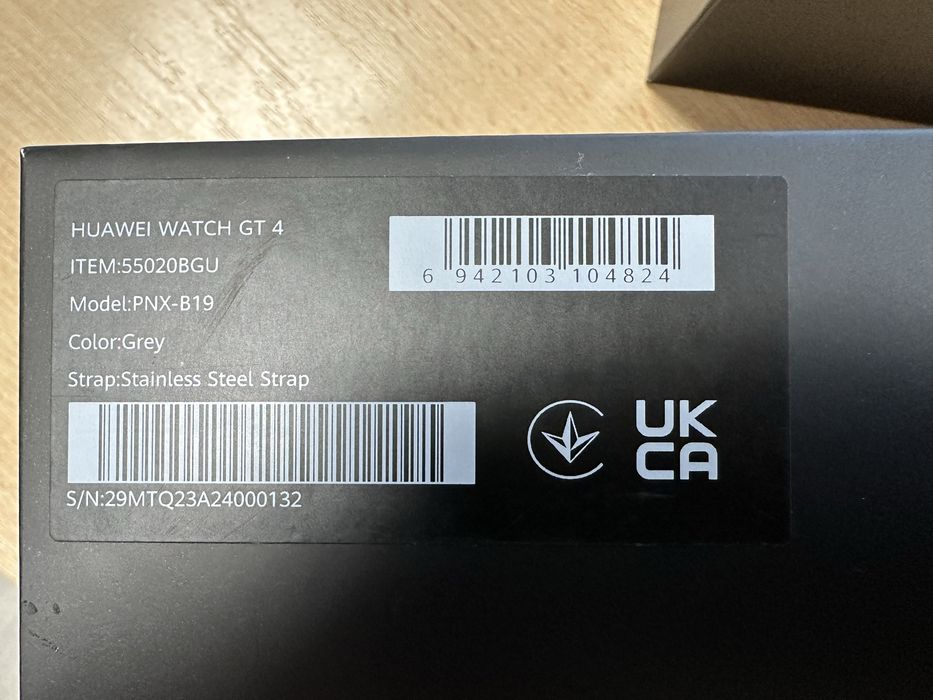 HUAWEI WATCH GT 4
ITEM:55020BGU
Model:PNX-B19
Color:Grey
Strap:Stainless Steel Strap
S/N:29MTQ23A24000132
6 942103 104824
UK
CA